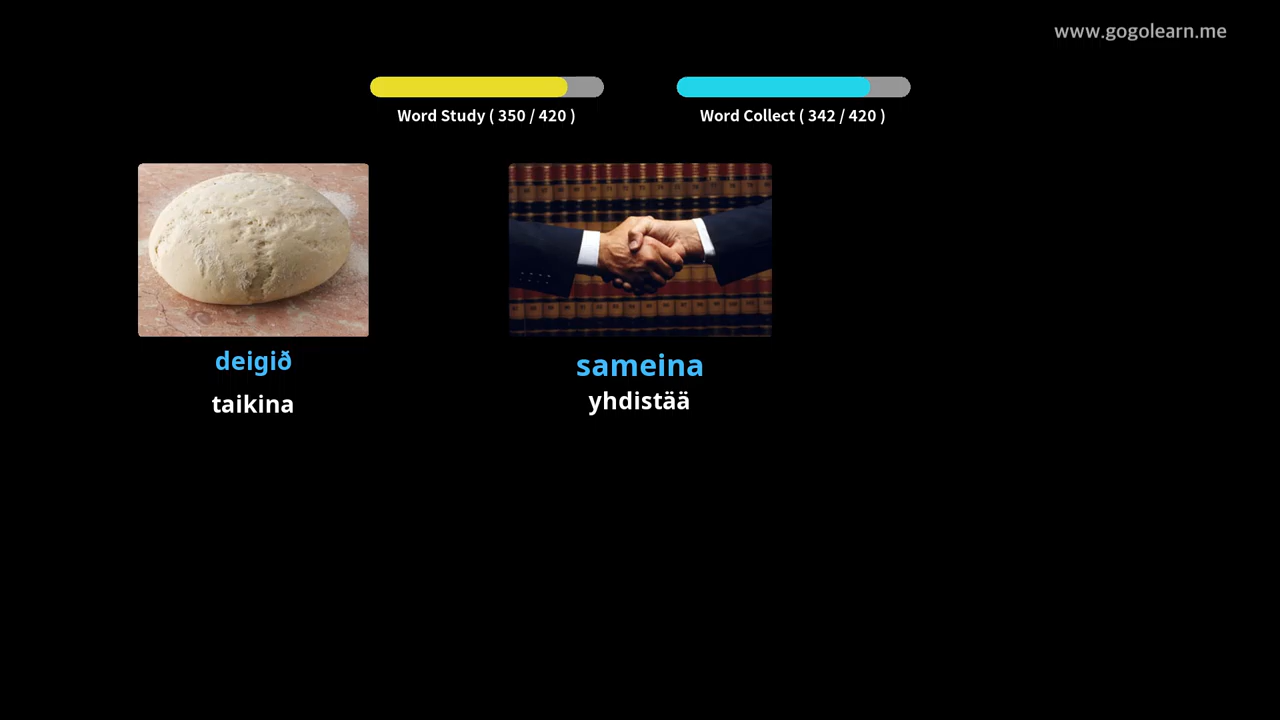 www.gogolearn.me
Word Study ( 350 / 420 )
Word Collect ( 342 / 420 )
deigið
taikina
sameina
yhdistää